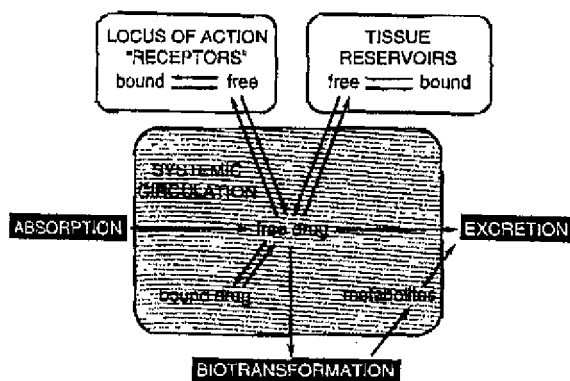 LOCUS OF ACTION
"RECEPTORS"
bound free
TISSUE
RESERVOIRS
free bound
SYSTEMIC
CIRCULATION
ABSORPTION
free drug
EXCRETION
bound drug
metabolites
BIOTRANSFORMATION